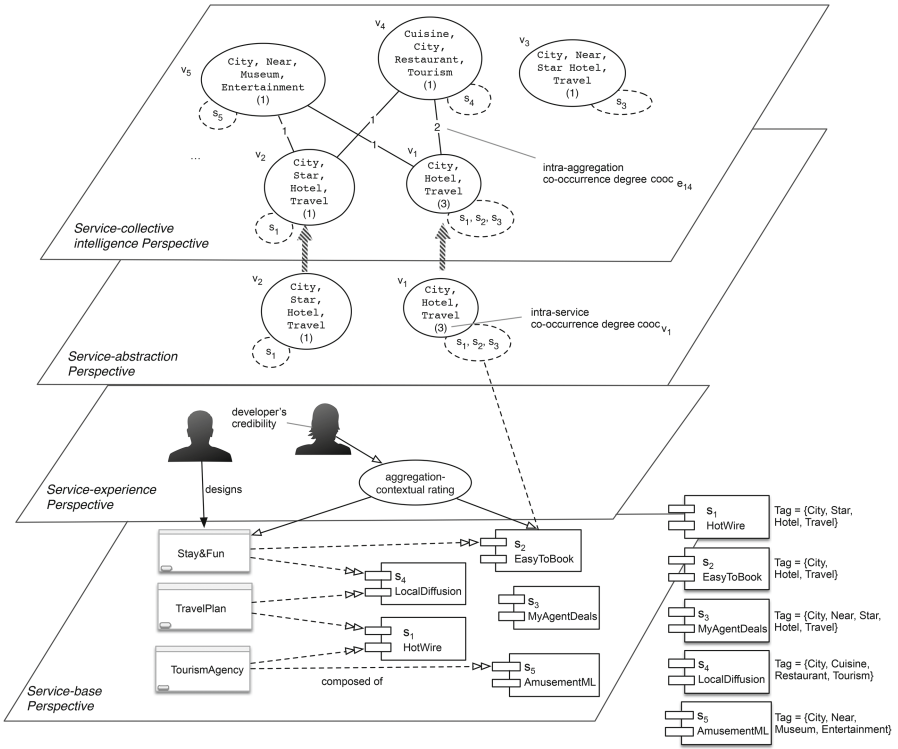 v4
Cuisine,
City,
Restaurant,
Tourism
(1)
s4
v3
City, Near,
Star Hotel,
Travel
(1)
s3
v5
City, Near,
Museum,
Entertainment
(1)
s5
1
1
1
2
...
v2
City,
Star,
Hotel,
Travel
(1)
s1
v1
City,
Hotel,
Travel
(3)
s1, s2, s3
intra-aggregation
co-occurrence degree cooc e14
Service-collective
intelligence Perspective
v2
City,
Star,
Hotel,
Travel
(1)
s1
v1
City,
Hotel,
Travel
(3)
s1, s2, s3
intra-service
co-occurrence degree cooc v1
Service-abstraction
Perspective
developer's
credibility
aggregation-
contextual rating
designs
Service-experience
Perspective
Stay&Fun
TravelPlan
TourismAgency
s2
EasyToBook
s4
LocalDiffusion
s3
MyAgentDeals
s1
HotWire
s5
AmusementML
composed of
Service-base
Perspective
s1
HotWire
Tag = {City, Star,
Hotel, Travel}
s2
EasyToBook
Tag = {City,
Hotel, Travel}
s3
MyAgentDeals
Tag = {City, Near, Star,
Hotel, Travel}
s4
LocalDiffusion
Tag = {City, Cuisine,
Restaurant, Tourism}
s5
AmusementML
Tag = {City, Near,
Museum, Entertainment}